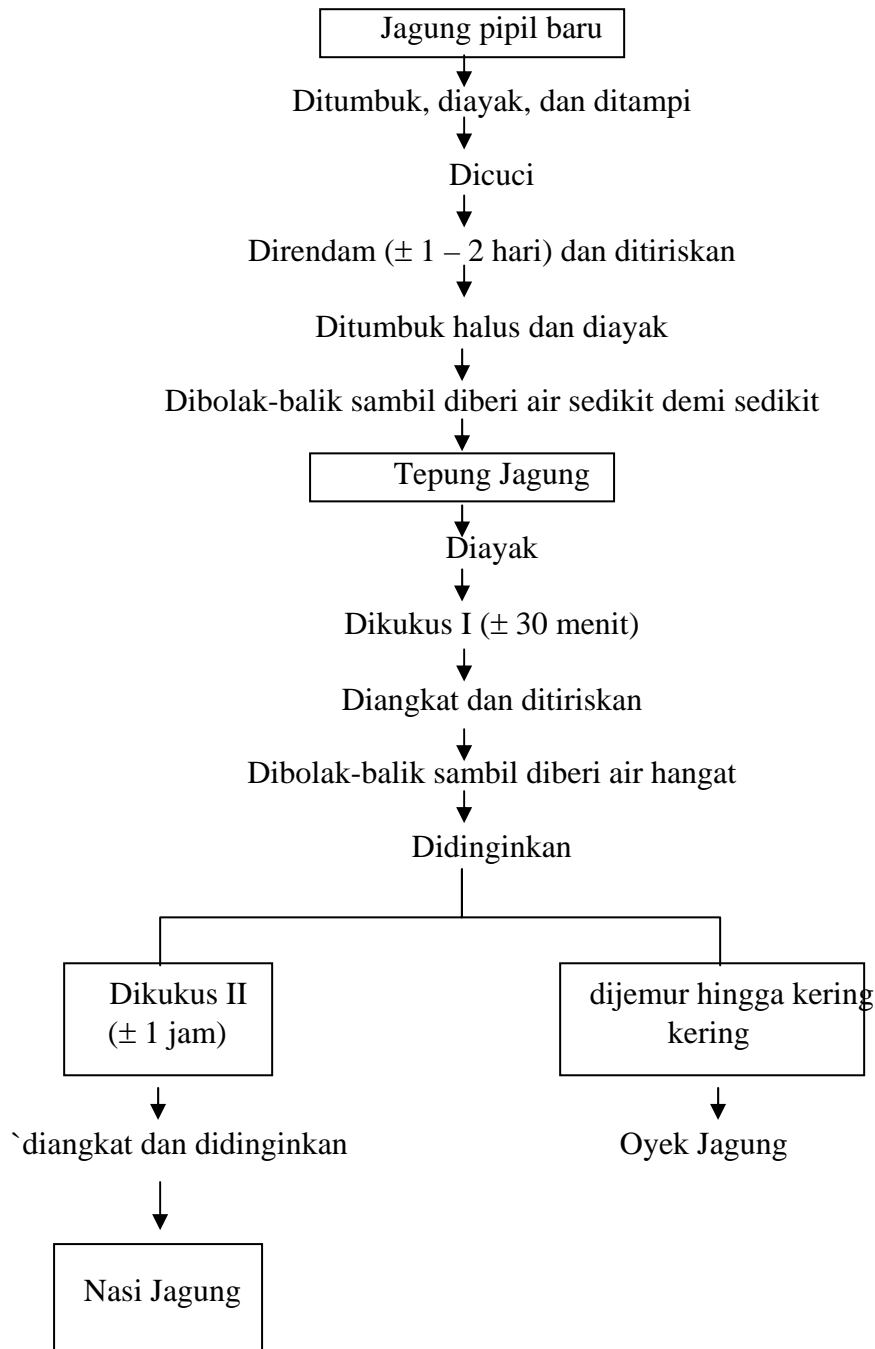 Jagung pipil baru
Ditumbuk, diayak, dan ditampi
Dicuci
Direndam (± 1 – 2 hari) dan ditiriskan
Ditumbuk halus dan diayak
Dibolak-balik sambil diberi air sedikit demi sedikit
Tepung Jagung
Diayak
Dikukus I (± 30 menit)
Diangkat dan ditiriskan
Dibolak-balik sambil diberi air hangat
Didinginkan
Dikukus II
(± 1 jam)
`diangkat dan didinginkan
Nasi Jagung
dijemur hingga kering
kering
Oyek Jagung